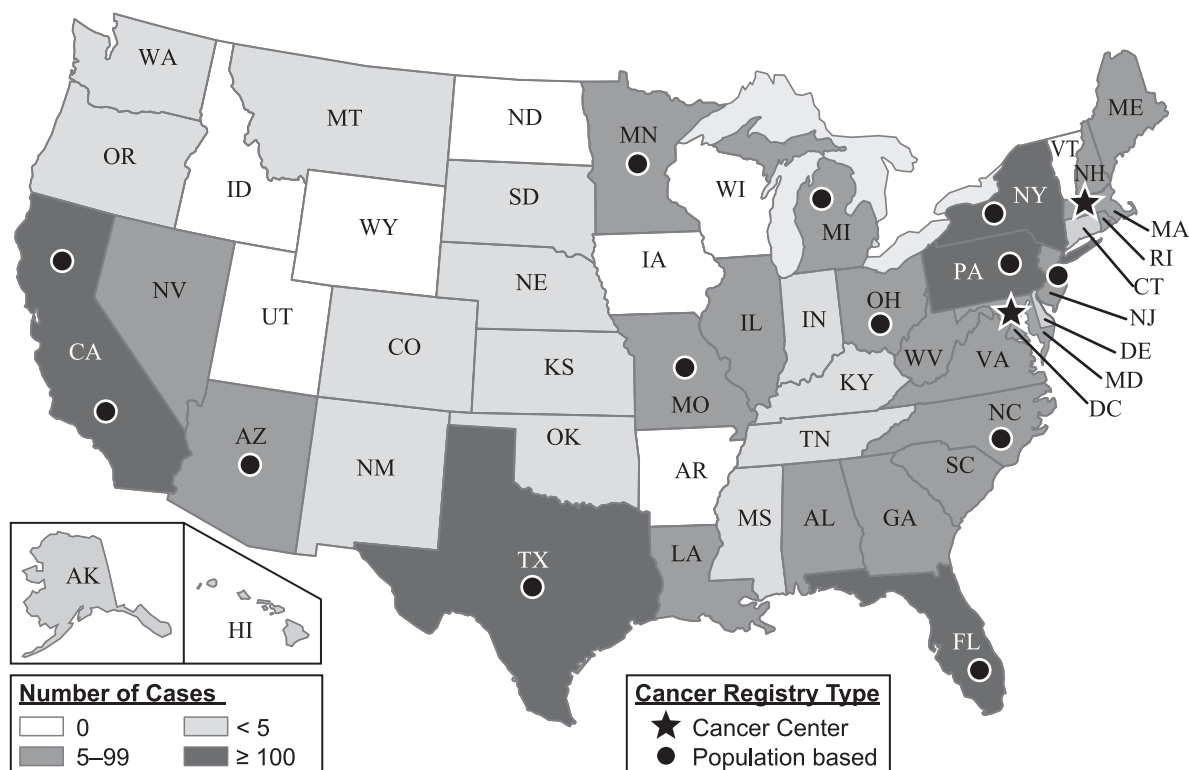 WA
MT
ND
MN
ME
VT
NH
OR
ID
SD
WI
NY
MI
MA
RI
WY
CT
NJ
IA
PA
DE
MD
DC
NE
NV
UT
IL
IN
OH
CO
WV
VA
CA
KS
MO
KY
NC
AZ
NM
OK
TN
AR
SC
MS
AL
GA
LA
TX
AK
HI
FL
Number of Cases
0
< 5
5–99
≥ 100
Cancer Registry Type
Cancer Center
Population based